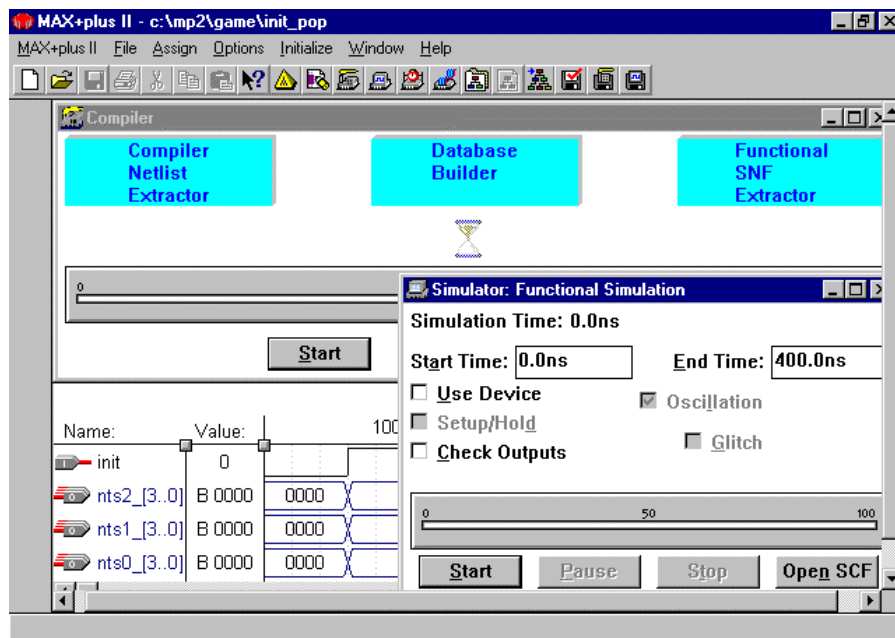 MAX+plus II - c:\mp2\game\init_pop
MAX+plus II File Assign Options Initialize Window Help
Compiler
Compiler
Netlist
Extractor
Database
Builder
Functional
SNF
Extractor
0
Start
Simulator: Functional Simulation
Simulation Time: 0.0ns
Start Time: 0.0ns End Time: 400.0ns
Use Device
Oscillation
Setup/Hold
Glitch
Check Outputs
0 50 100
Start Pause Stop Open SCF
Name: Value: 100
init 0
nts2_[3..0] B 0000 0000
nts1_[3..0] B 0000 0000
nts0_[3..0] B 0000 0000